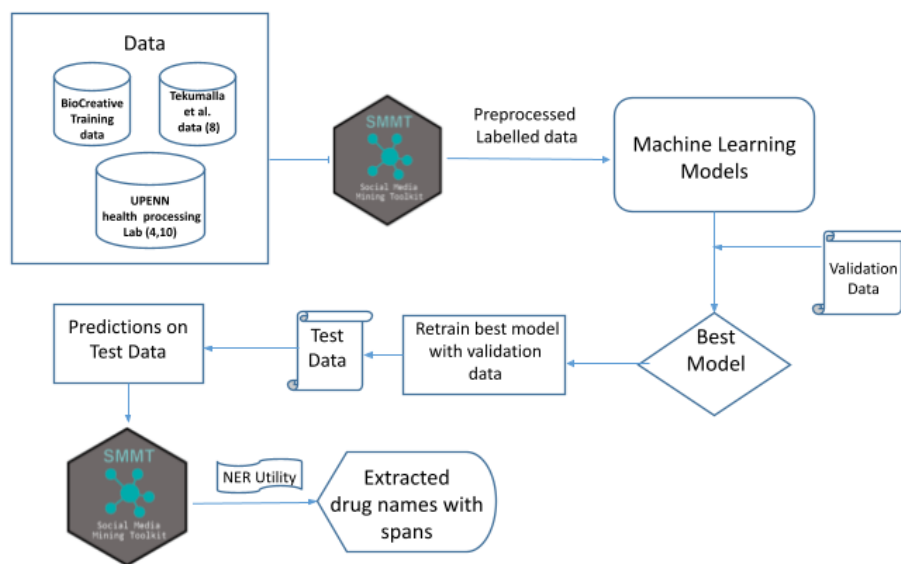 Data
BioCreative
Training
data
Tekumalla
et al.
data (8)
UPENN
health processing
Lab (4,10)
SMMT
Social Media
Mining Toolkit
Preprocessed
Labelled data
Machine Learning
Models
Validation
Data
Best
Model
Retrain best model
with validation
data
Test
Data
Predictions on
Test Data
SMMT
Social Media
Mining Toolkit
NER Utility
Extracted
drug names with
spans